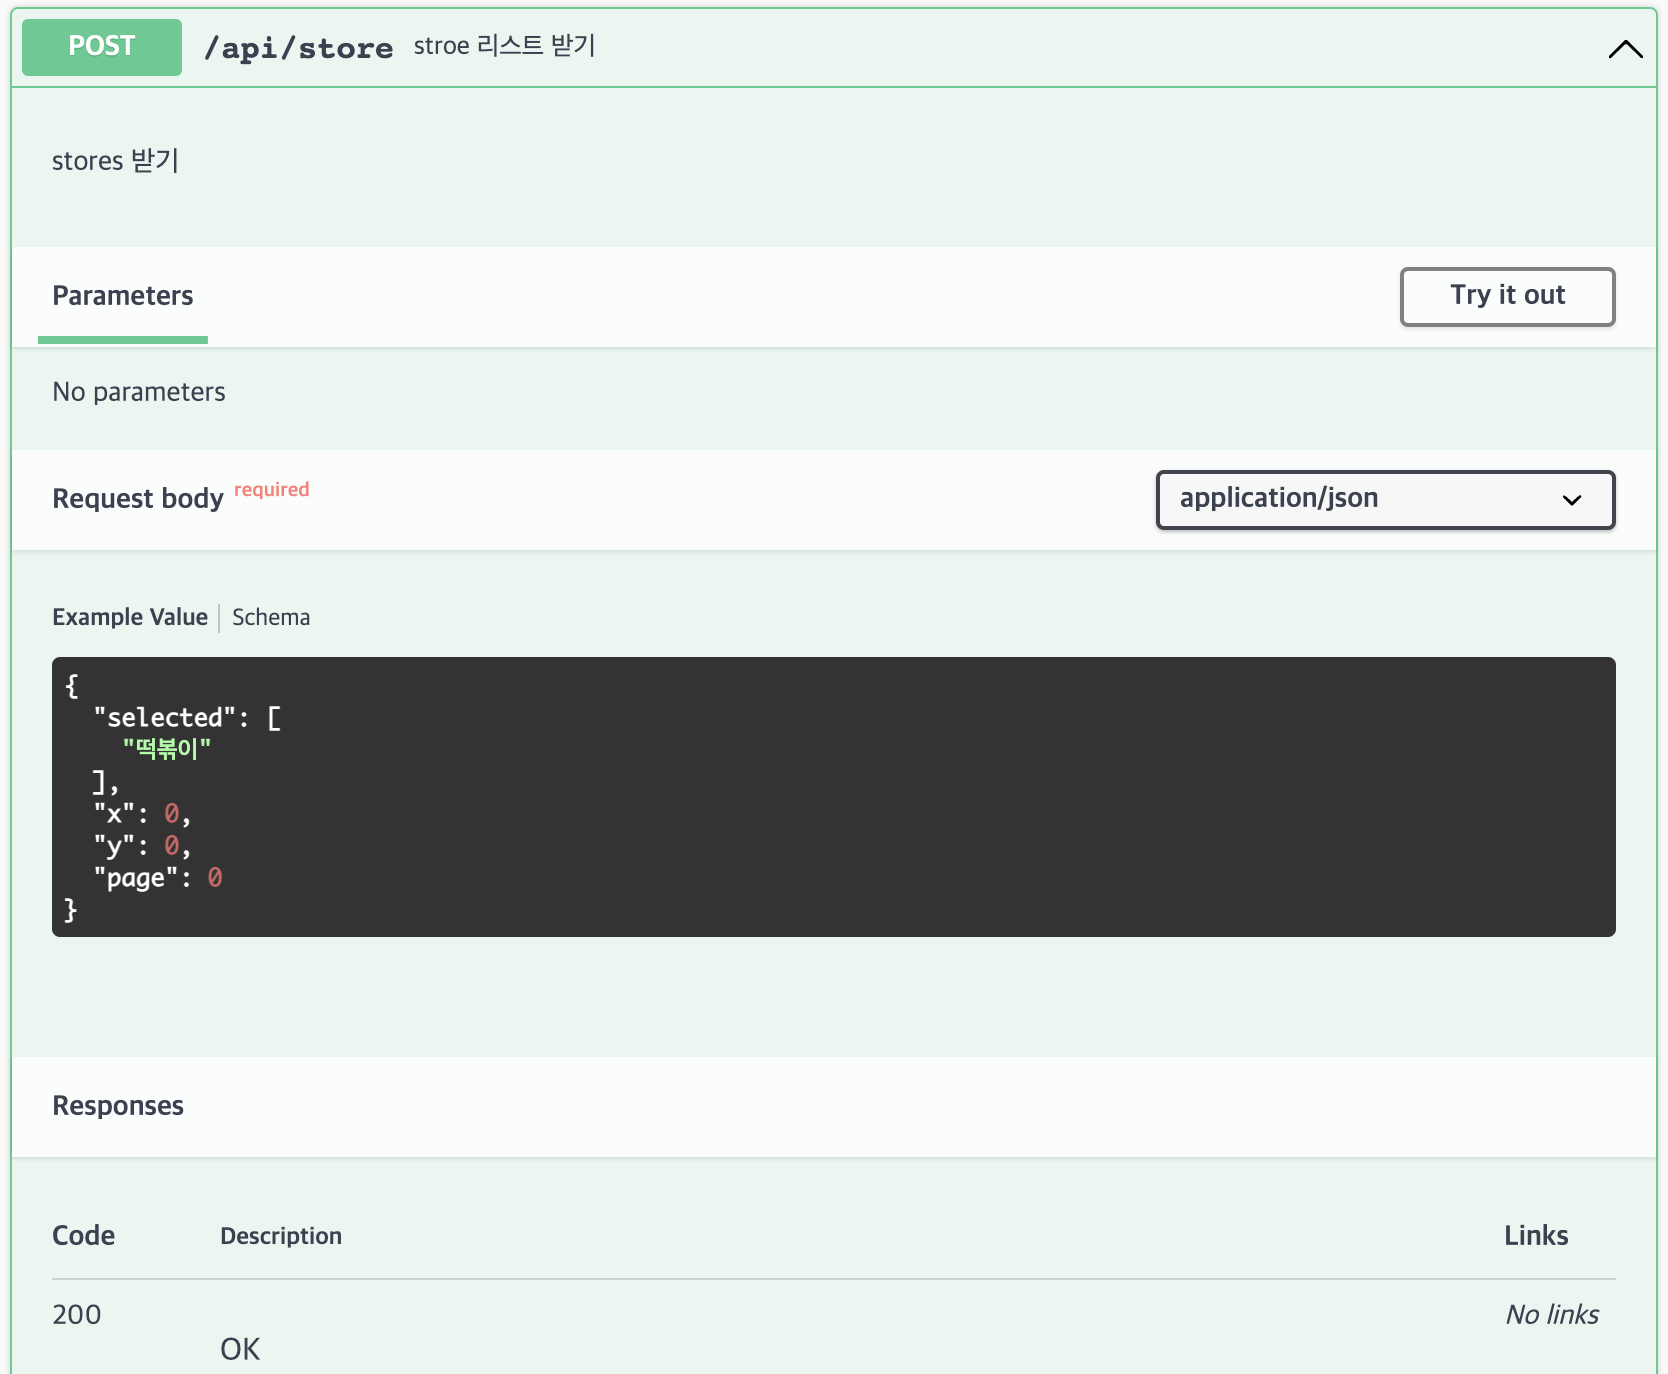 POST /api/store stroe 리스트 받기
stores 받기
Parameters
Try it out
No parameters
Request body required
application/json
Example Value | Schema
{
"selected": [
"떡볶이"
],
"x": 0,
"y": 0,
"page": 0
}
Responses
Code Description Links
200 No links
OK